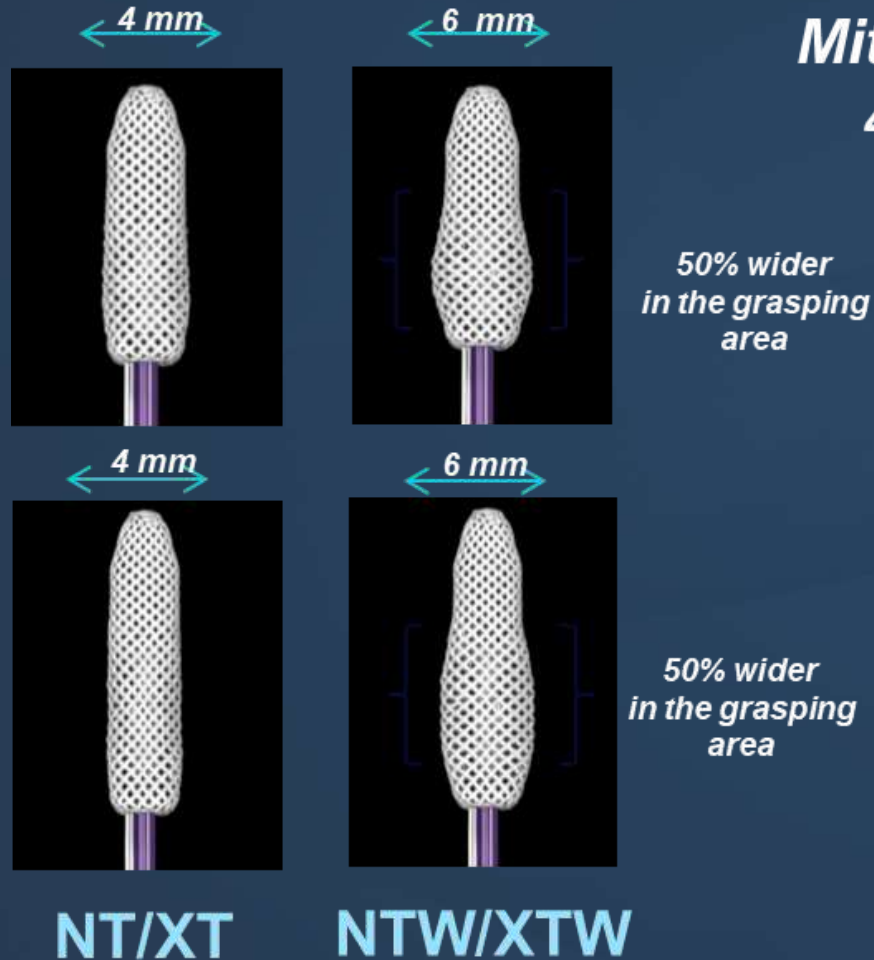 4 mm
6 mm
50% wider
in the grasping
area
4 mm
6 mm
50% wider
in the grasping
area
NT/XT
NTW/XTW